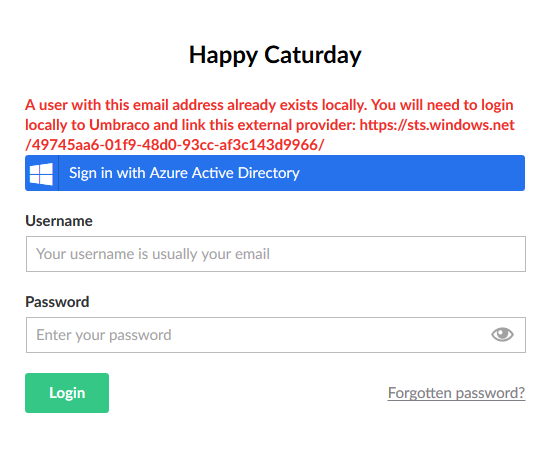 Happy Caturday
A user with this email address already exists locally. You will need to login
locally to Umbraco and link this external provider: https://sts.windows.net
/49745aa6-01f9-48d0-93cc-af3c143d9966/
Sign in with Azure Active Directory
Username
Your username is usually your email
Password
Enter your password
Login
Forgotten password?